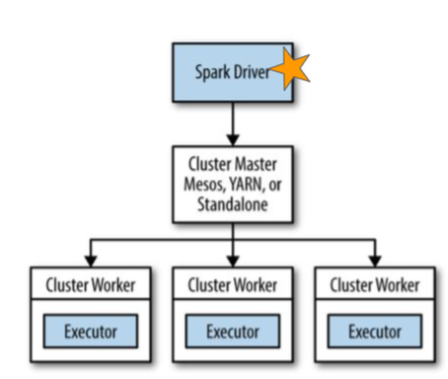 Spark Driver
Cluster Master
Mesos, YARN, or
Standalone
Cluster Worker
Executor
Cluster Worker
Executor
Cluster Worker
Executor